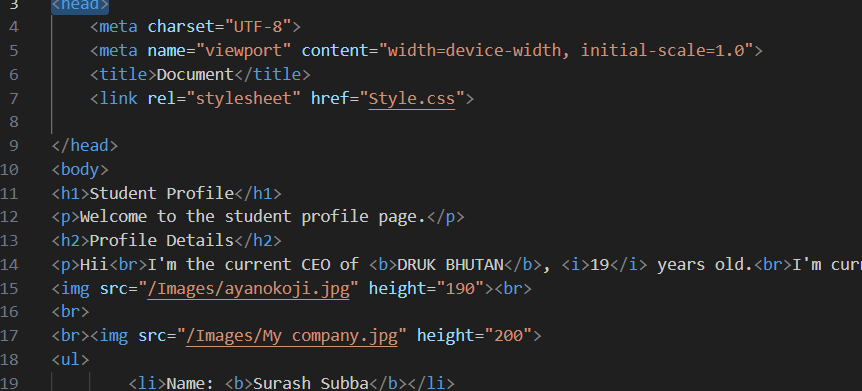 3 <head>
4 <meta charset="UTF-8">
5 <meta name="viewport" content="width=device-width, initial-scale=1.0">
6 <title>Document</title>
7 <link rel="stylesheet" href="Style.css">
8
9 </head>
10 <body>
11 <h1>Student Profile</h1>
12 <p>Welcome to the student profile page.</p>
13 <h2>Profile Details</h2>
14 <p>Hii<br>I'm the current CEO of <b>DRUK BHUTAN</b>, <i>19</i> years old.<br>I'm curr
15 <img src="/Images/ayanokoji.jpg" height="190"><br>
16 <br>
17 <br><img src="/Images/My company.jpg" height="200">
18 <ul>
19 <li>Name: <b>Surash Subba</b></li>